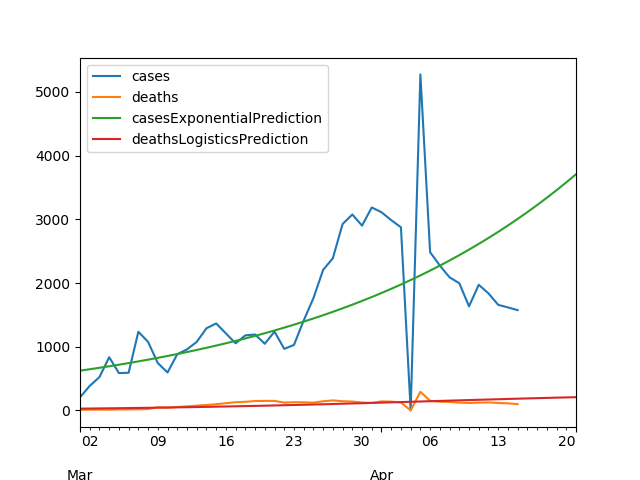 cases
deaths
casesExponentialPrediction
deathsLogisticsPrediction
5000
4000
3000
2000
1000
0
02 09 16 23 30 06 13 20
Mar Apr